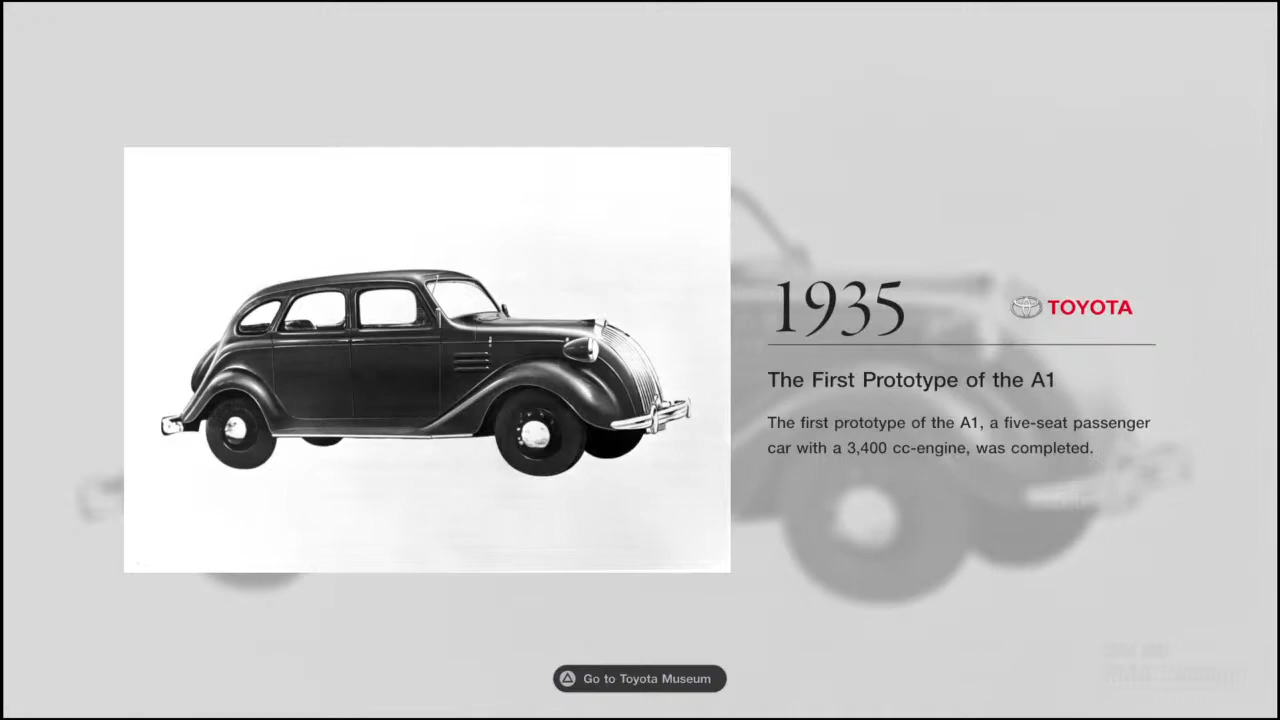 1935
TOYOTA
The First Prototype of the A1
The first prototype of the A1, a five-seat passenger
car with a 3,400 cc-engine, was completed.
Go to Toyota Museum